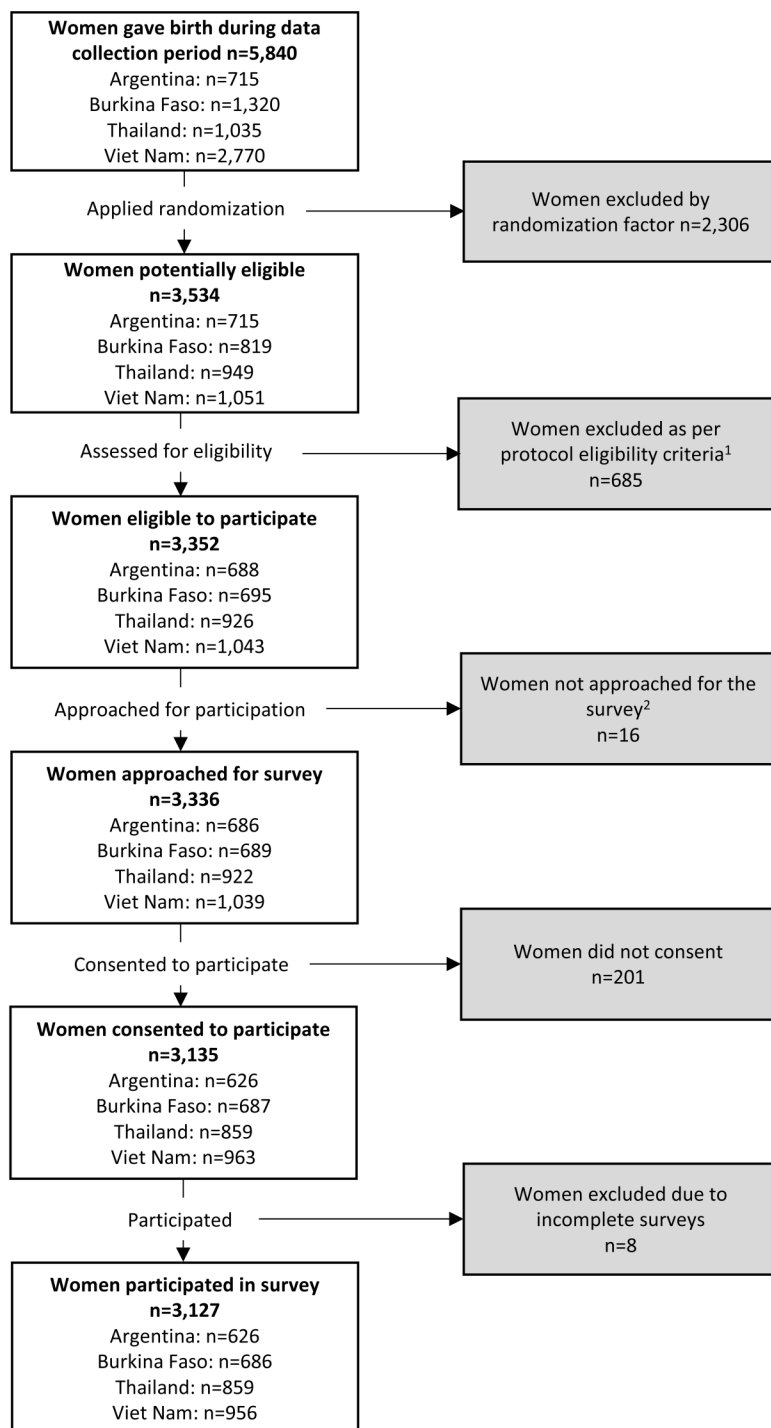 Women gave birth during data
collection period n=5,840
Argentina: n=715
Burkina Faso: n=1,320
Thailand: n=1,035
Viet Nam: n=2,770
Applied randomization
Women excluded by
randomization factor n=2,306
Women potentially eligible
n=3,534
Argentina: n=715
Burkina Faso: n=819
Thailand: n=949
Viet Nam: n=1,051
Assessed for eligibility
Women excluded as per
protocol eligibility criteria¹
n=685
Women eligible to participate
n=3,352
Argentina: n=688
Burkina Faso: n=695
Thailand: n=926
Viet Nam: n=1,043
Approached for participation
Women not approached for the
survey²
n=16
Women approached for survey
n=3,336
Argentina: n=686
Burkina Faso: n=689
Thailand: n=922
Viet Nam: n=1,039
Consented to participate
Women did not consent
n=201
Women consented to participate
n=3,135
Argentina: n=626
Burkina Faso: n=687
Thailand: n=859
Viet Nam: n=963
Participated
Women excluded due to
incomplete surveys
n=8
Women participated in survey
n=3,127
Argentina: n=626
Burkina Faso: n=686
Thailand: n=859
Viet Nam: n=956